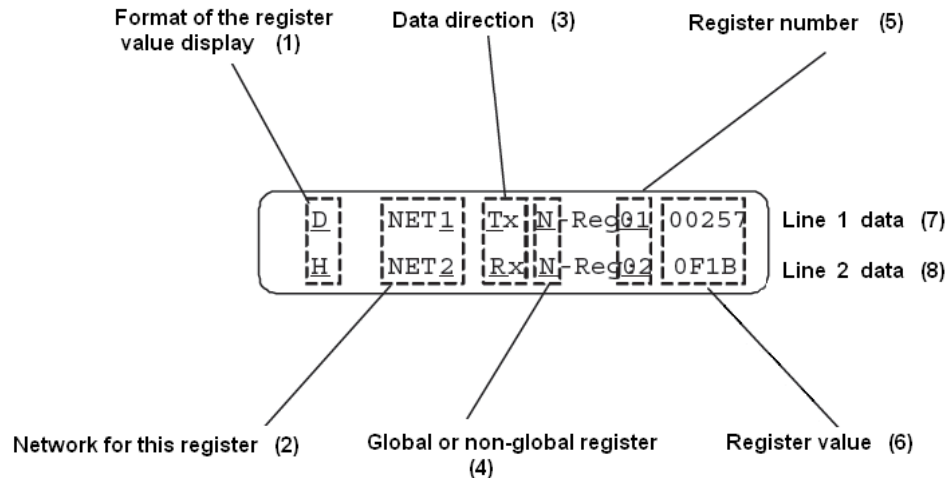 Format of the register
value display (1)
Data direction (3)
Register number (5)
D NET1 Tx N-Reg01 00257
Line 1 data (7)
H NET2 Rx N-Reg02 0F1B
Line 2 data (8)
Network for this register (2)
Global or non-global register
(4)
Register value (6)